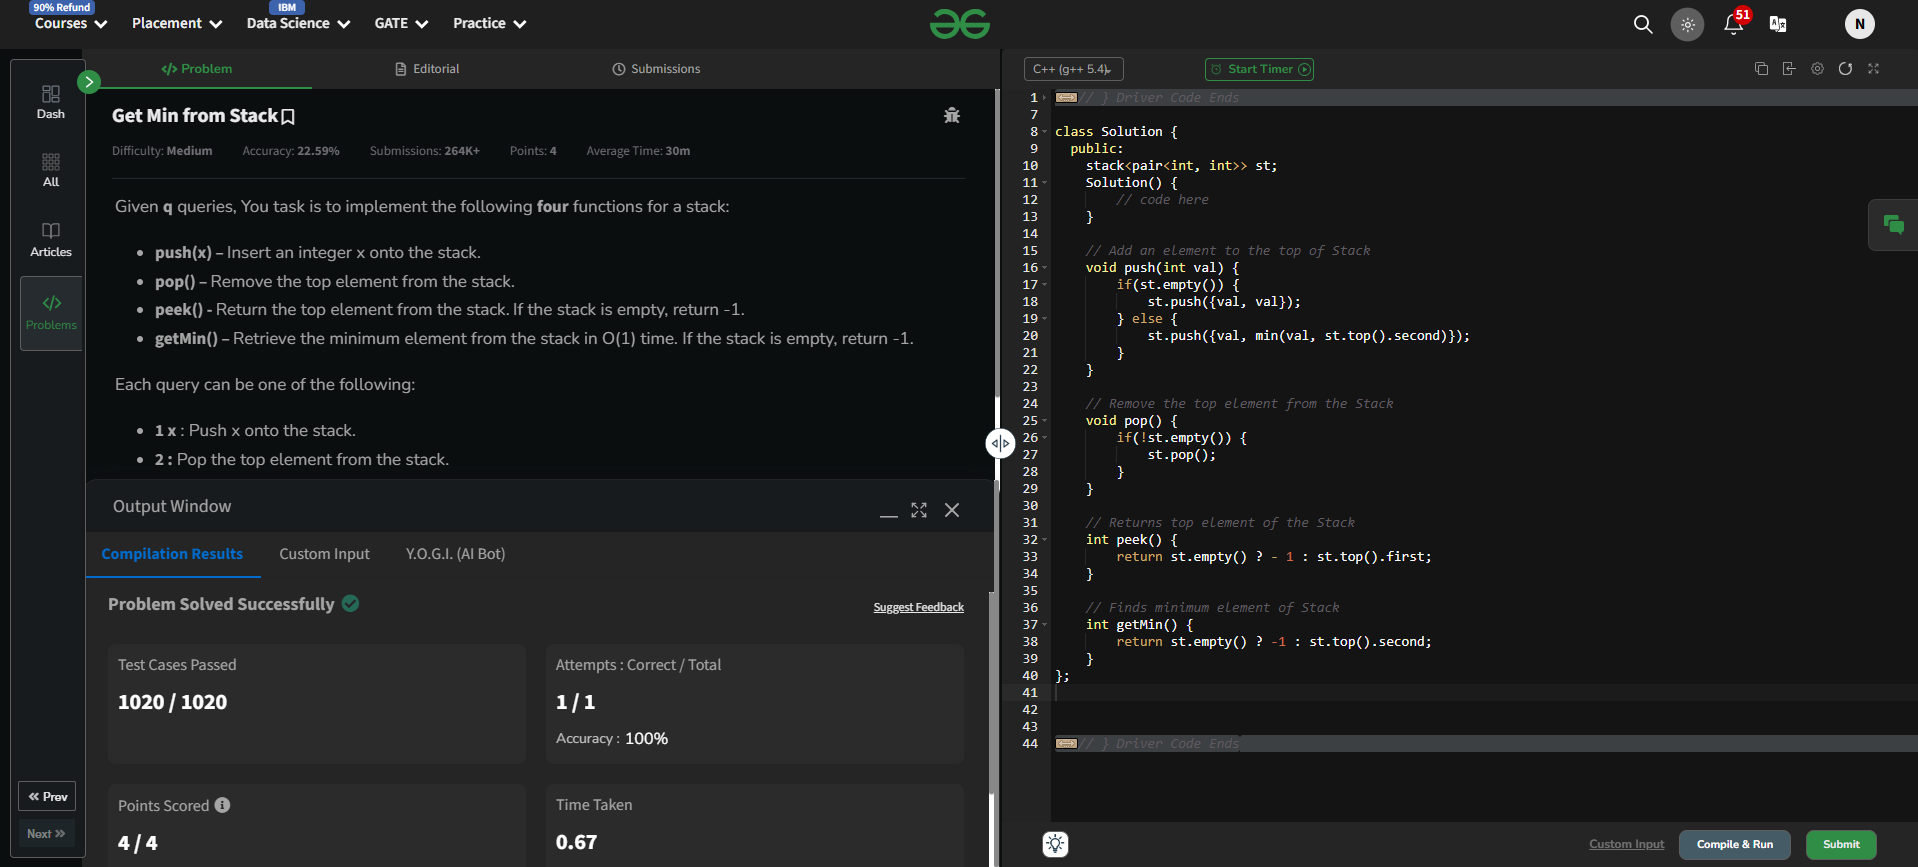 90% Refund
Courses
Placement
IBM
Data Science
GATE
Practice
51
N
Dash
All
Articles
</>
Problems
Prev
Next
</> Problem
Editorial
Submissions
Get Min from Stack
Difficulty: Medium
Accuracy: 22.59%
Submissions: 264K+
Points: 4
Average Time: 30m
Given q queries, You task is to implement the following four functions for a stack:
• push(x) – Insert an integer x onto the stack.
• pop() – Remove the top element from the stack.
• peek() - Return the top element from the stack. If the stack is empty, return -1.
• getMin() – Retrieve the minimum element from the stack in O(1) time. If the stack is empty, return -1.
Each query can be one of the following:
• 1 x : Push x onto the stack.
• 2 : Pop the top element from the stack.
Output Window
Compilation Results
Custom Input
Y.O.G.I. (AI Bot)
Problem Solved Successfully
Suggest Feedback
Test Cases Passed
1020 / 1020
Attempts : Correct / Total
1 / 1
Accuracy : 100%
Points Scored
4 / 4
Time Taken
0.67
C++ (g++ 5.4)
Start Timer
1 // } Driver Code Ends
7
8 class Solution {
9   public:
10     stack<pair<int, int>> st;
11     Solution() {
12         // code here
13     }
14
15     // Add an element to the top of Stack
16     void push(int val) {
17         if(st.empty()) {
18             st.push({val, val});
19         } else {
20             st.push({val, min(val, st.top().second)});
21         }
22     }
23
24     // Remove the top element from the Stack
25     void pop() {
26         if(!st.empty()) {
27             st.pop();
28         }
29     }
30
31     // Returns top element of the Stack
32     int peek() {
33         return st.empty() ? - 1 : st.top().first;
34     }
35
36     // Finds minimum element of Stack
37     int getMin() {
38         return st.empty() ? -1 : st.top().second;
39     }
40 };
41
42
43
44 // } Driver Code Ends
Custom Input
Compile & Run
Submit